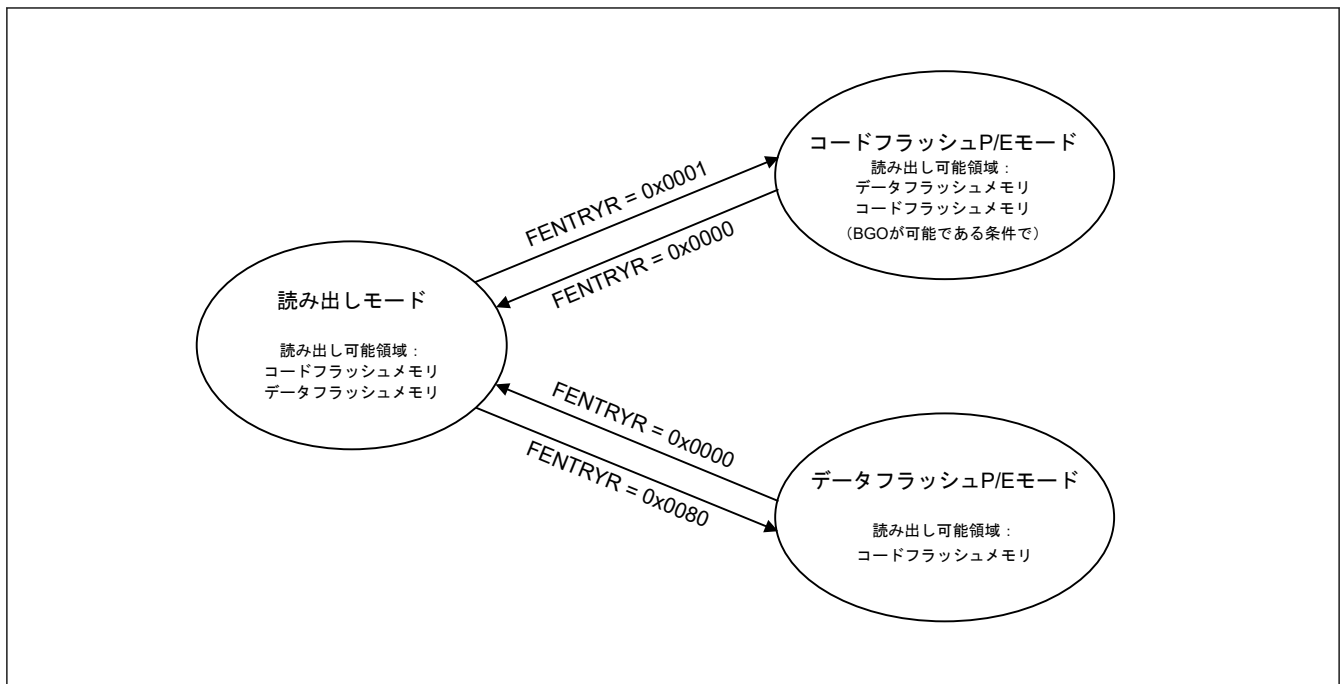 コードフラッシュP/Eモード
読み出し可能領域：
データフラッシュメモリ
コードフラッシュメモリ
（BGOが可能である条件で）
FENTRYR = 0x0001
FENTRYR = 0x0000
読み出しモード
読み出し可能領域：
コードフラッシュメモリ
データフラッシュメモリ
FENTRYR = 0x0000
FENTRYR = 0x0080
データフラッシュP/Eモード
読み出し可能領域：
コードフラッシュメモリ